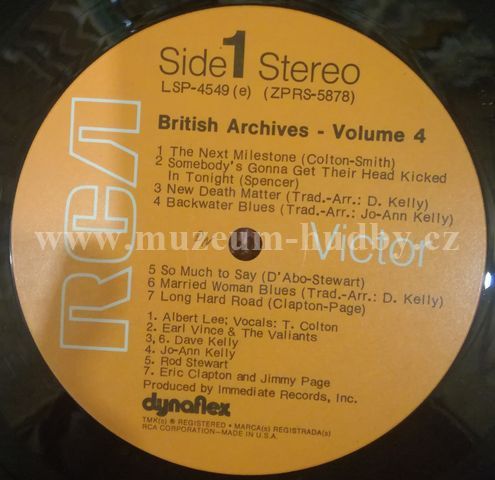 Side 1 Stereo
LSP-4549 (e) (ZPRS-5878)
British Archives - Volume 4
1 The Next Milestone (Colton-Smith)
2 Somebody's Gonna Get Their Head Kicked
In Tonight (Spencer)
3 New Death Matter (Trad.-Arr.: D. Kelly)
4 Backwater Blues (Trad.-Arr.: Jo-Ann Kelly)
RCA
Victor
www.muzeum-hudby.cz
5 So Much to Say (D'Abo-Stewart)
6 Married Woman Blues (Trad.-Arr.: D. Kelly)
7 Long Hard Road (Clapton-Page)
1. Albert Lee; Vocals: T. Colton
2. Earl Vince & The Valiants
3, 6. Dave Kelly
4. Jo-Ann Kelly
5. Rod Stewart
7. Eric Clapton and Jimmy Page
Produced by Immediate Records, Inc.
dynaflex
TMK(s) ® REGISTERED • MARCA(s) REGISTRADA(s)
RCA CORPORATION—MADE IN U.S.A.